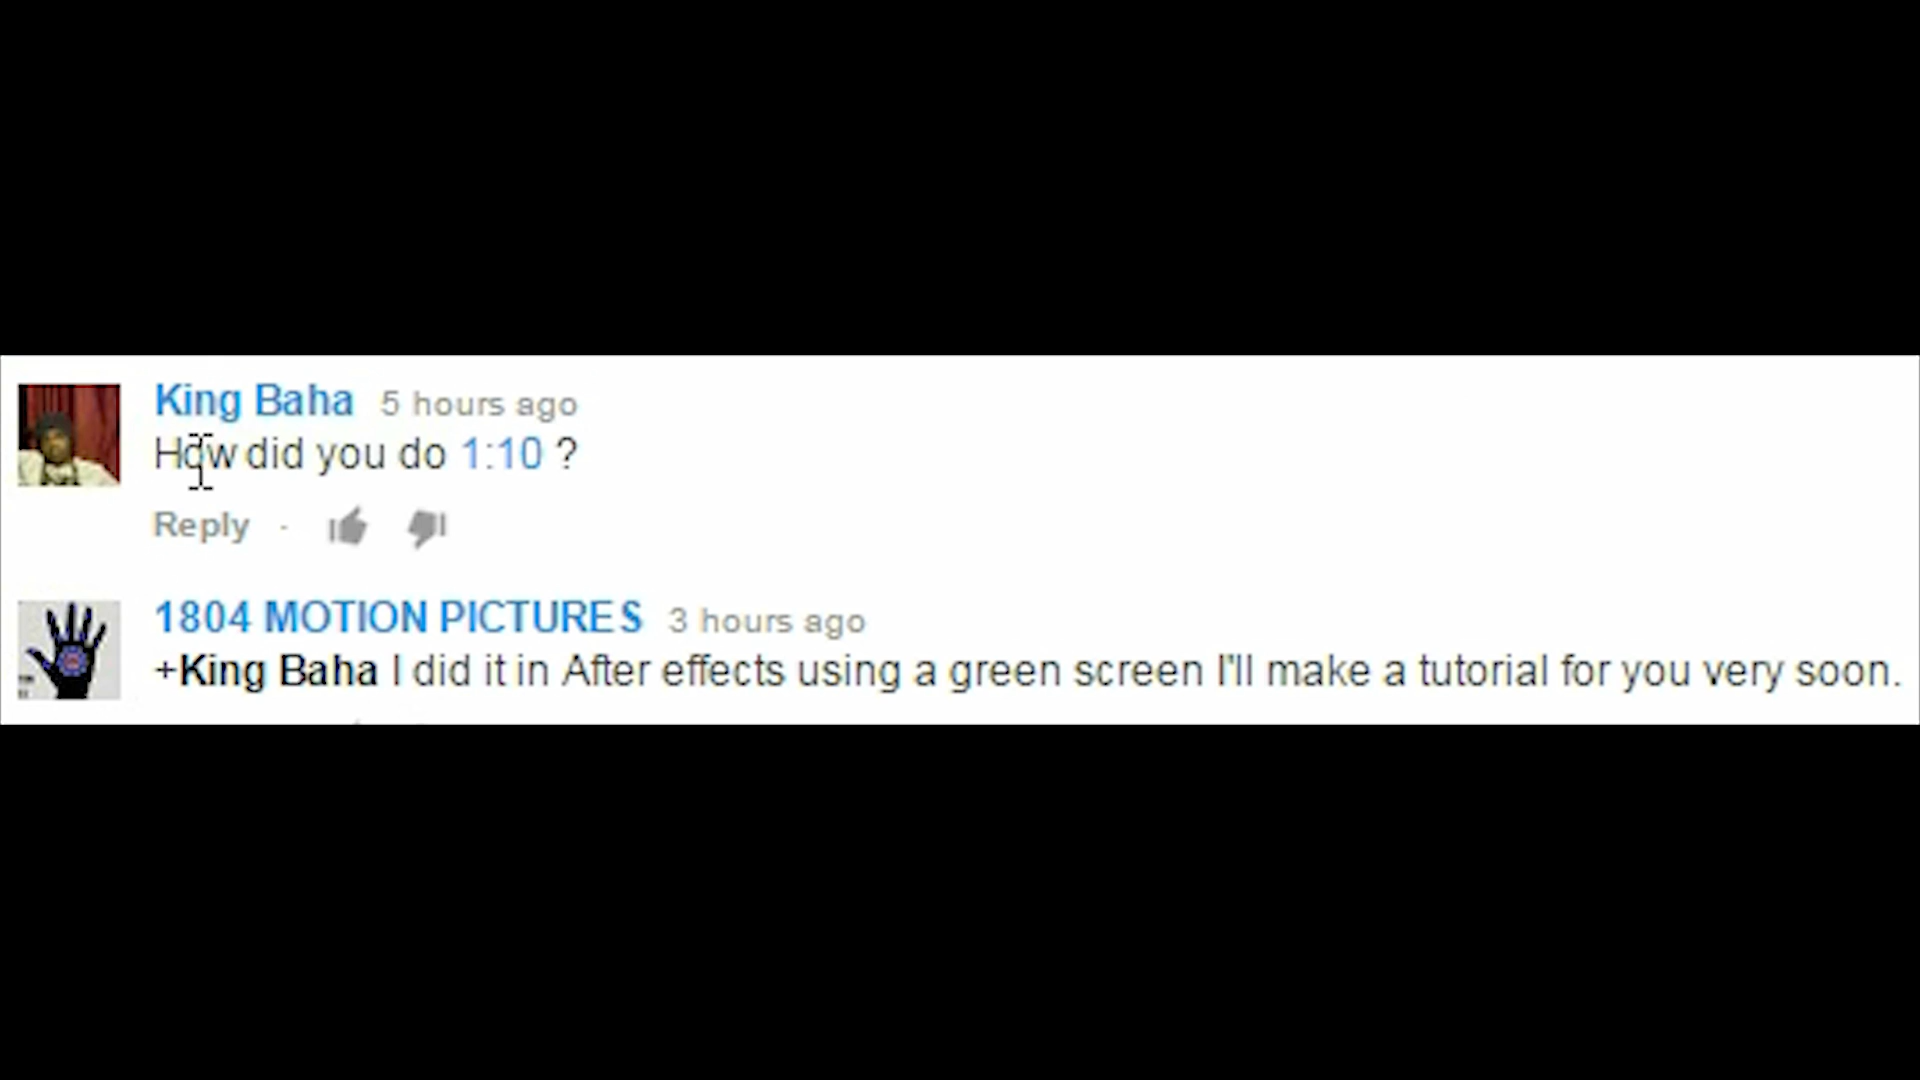 King Baha 5 hours ago
How did you do 1:10 ?
Reply ·
1804 MOTION PICTURES 3 hours ago
+King Baha I did it in After effects using a green screen I'll make a tutorial for you very soon.